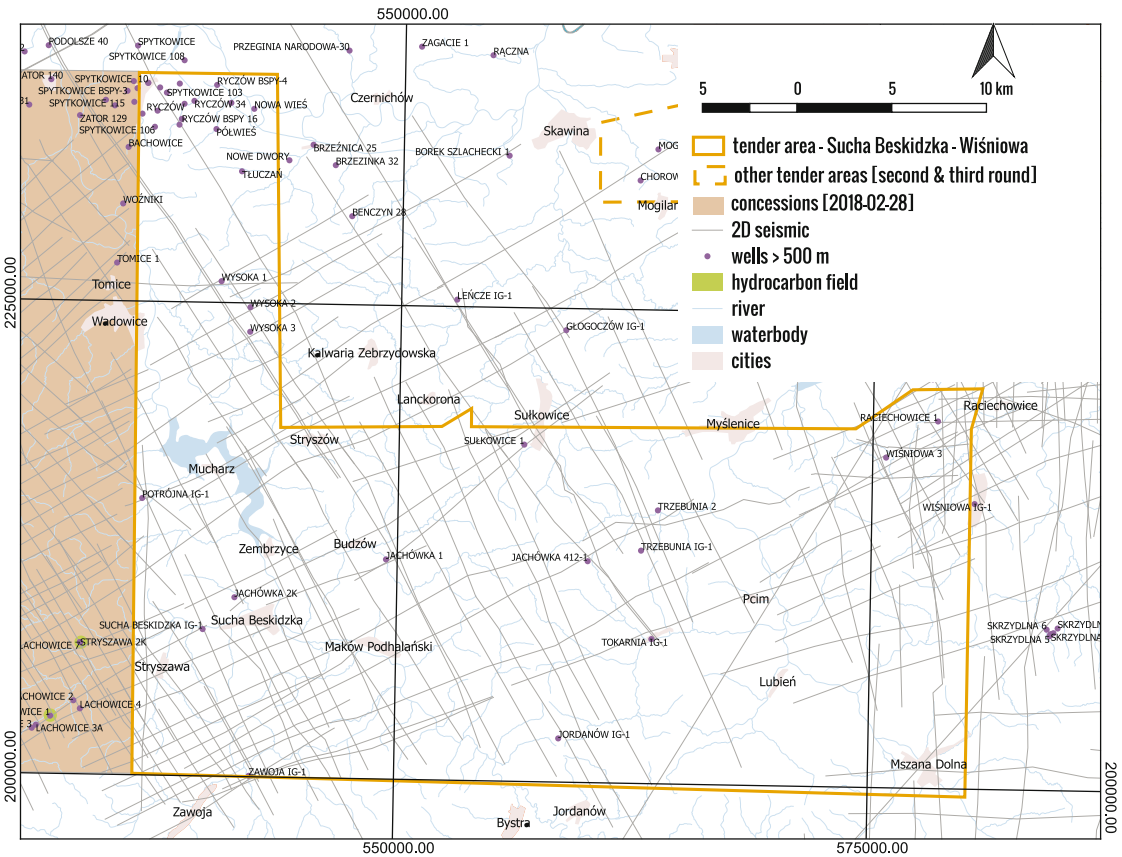 550000.00
PODOLSZE 40
SPYTKOWICE
SPYTKOWICE 108
PRZEGINIA NARODOWA-30
ZAGACIE 1
RĄCZNA
ATOR 140
SPYTKOWICE 10
RYCZÓW BSPY-4
SPYTKOWICE BSPY-3
SPYTKOWICE 103
SPYTKOWICE 115
RYCZÓW
RYCZÓW 34
NOWA WIEŚ
Czernichów
ZATOR 129
RYCZÓW BSPY 16
SPYTKOWICE 106
PÓŁWIEŚ
BACHOWICE
Skawina
BRZEŹNICA 25
NOWE DWORY
BRZEZINKA 32
BOREK SZLACHECKI 1
MOG
TŁUCZAŃ
CHOROW
WOŹNIKI
BENCZYN 28
Mogilan
5 0 5 10 km
tender area - Sucha Beskidzka - Wiśniowa
other tender areas [second & third round]
concessions [2018-02-28]
2D seismic
wells > 500 m
hydrocarbon field
river
waterbody
cities
225000.00
TOMICE 1
Tomice
WYSOKA 1
WYSOKA 2
LEŃCZE IG-1
Wadowice
WYSOKA 3
GŁOGOCZÓW IG-1
Kalwaria Zebrzydowska
Lanckorona
Sułkowice
Myślenice
RACIECHOWICE 1
Raciechowice
Stryszów
SUŁKOWICE 1
WIŚNIOWA 3
Mucharz
POTRÓJNA IG-1
TRZEBUNIA 2
WIŚNIOWA IG-1
Zembrzyce
Budzów
JACHÓWKA 1
JACHÓWKA 412-1
TRZEBUNIA IG-1
JACHÓWKA 2K
Pcim
SUCHA BESKIDZKA IG-1
Sucha Beskidzka
SKRZYDLNA 6
SKRZYDLN
SKRZYDLNA 5
SKRZYDLNA
LACHOWICE
STRYSZAWA 2K
Maków Podhalański
TOKARNIA IG-1
Stryszawa
Lubień
ACHOWICE 2
LACHOWICE 4
WICE 1
E 3
LACHOWICE 3A
JORDANÓW IG-1
200000.00
ZAWOJA IG-1
Mszana Dolna
200000.00
Zawoja
Bystra
Jordanów
550000.00
575000.00